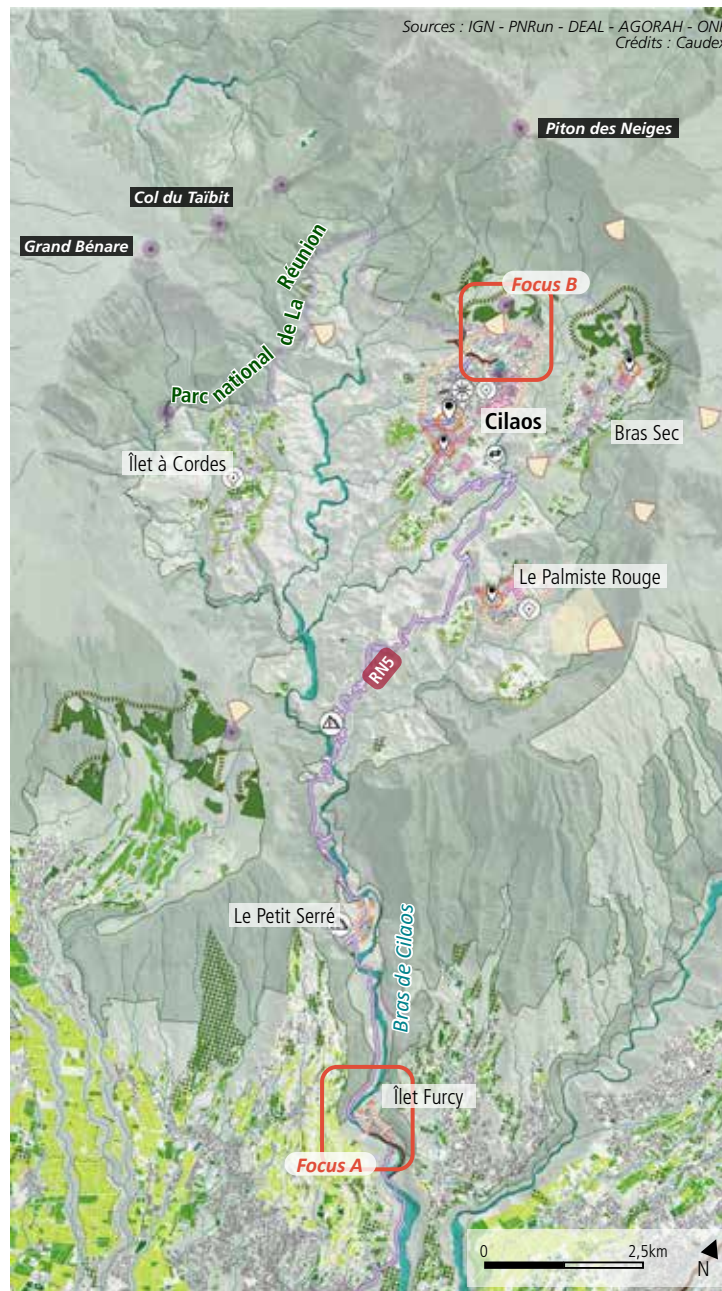 Sources : IGN - PNRun - DEAL - AGORAH - ONF
Crédits : Caudex
Piton des Neiges
Col du Taïbit
Grand Bénare
Parc national de La Réunion
Focus B
Cilaos
Bras Sec
Îlet à Cordes
Le Palmiste Rouge
RN5
Le Petit Serré
Bras de Cilaos
Îlet Furcy
Focus A
0 2,5km
N